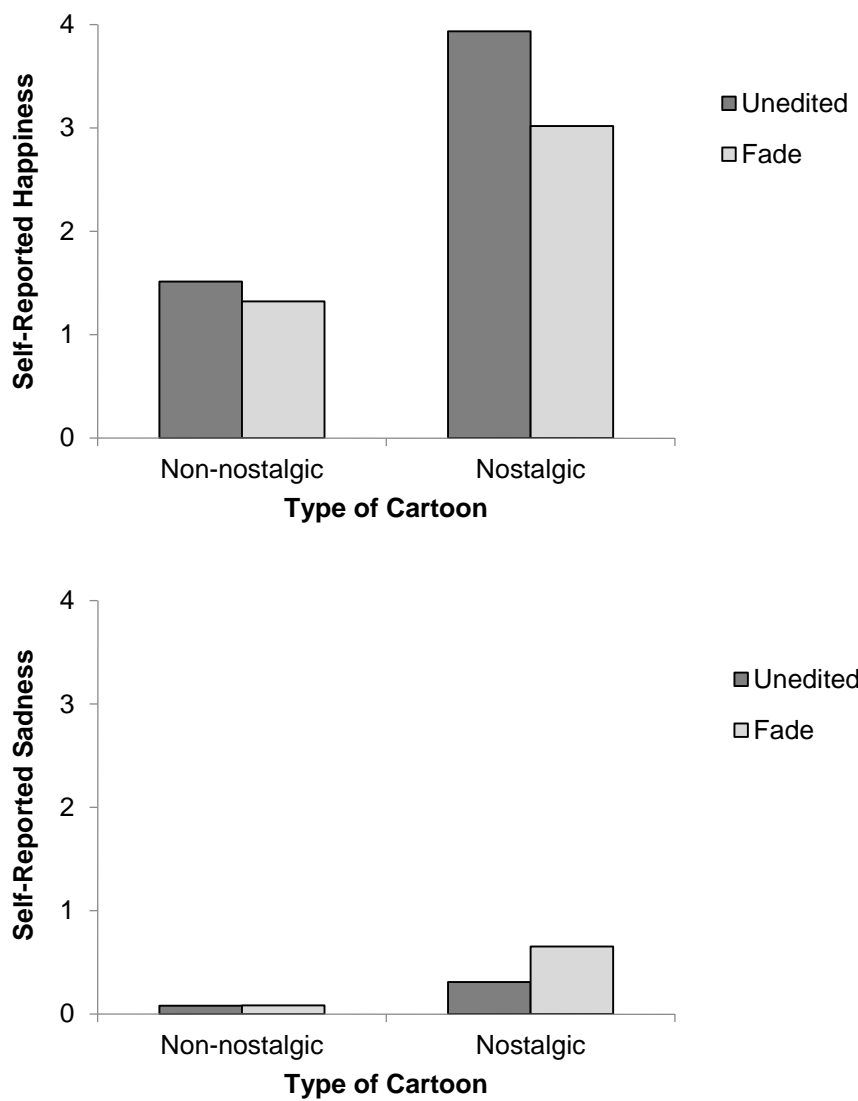 4
3
2
1
0
Self-Reported Happiness
Non-nostalgic
Nostalgic
Type of Cartoon
Unedited
Fade
4
3
2
1
0
Self-Reported Sadness
Non-nostalgic
Nostalgic
Type of Cartoon
Unedited
Fade